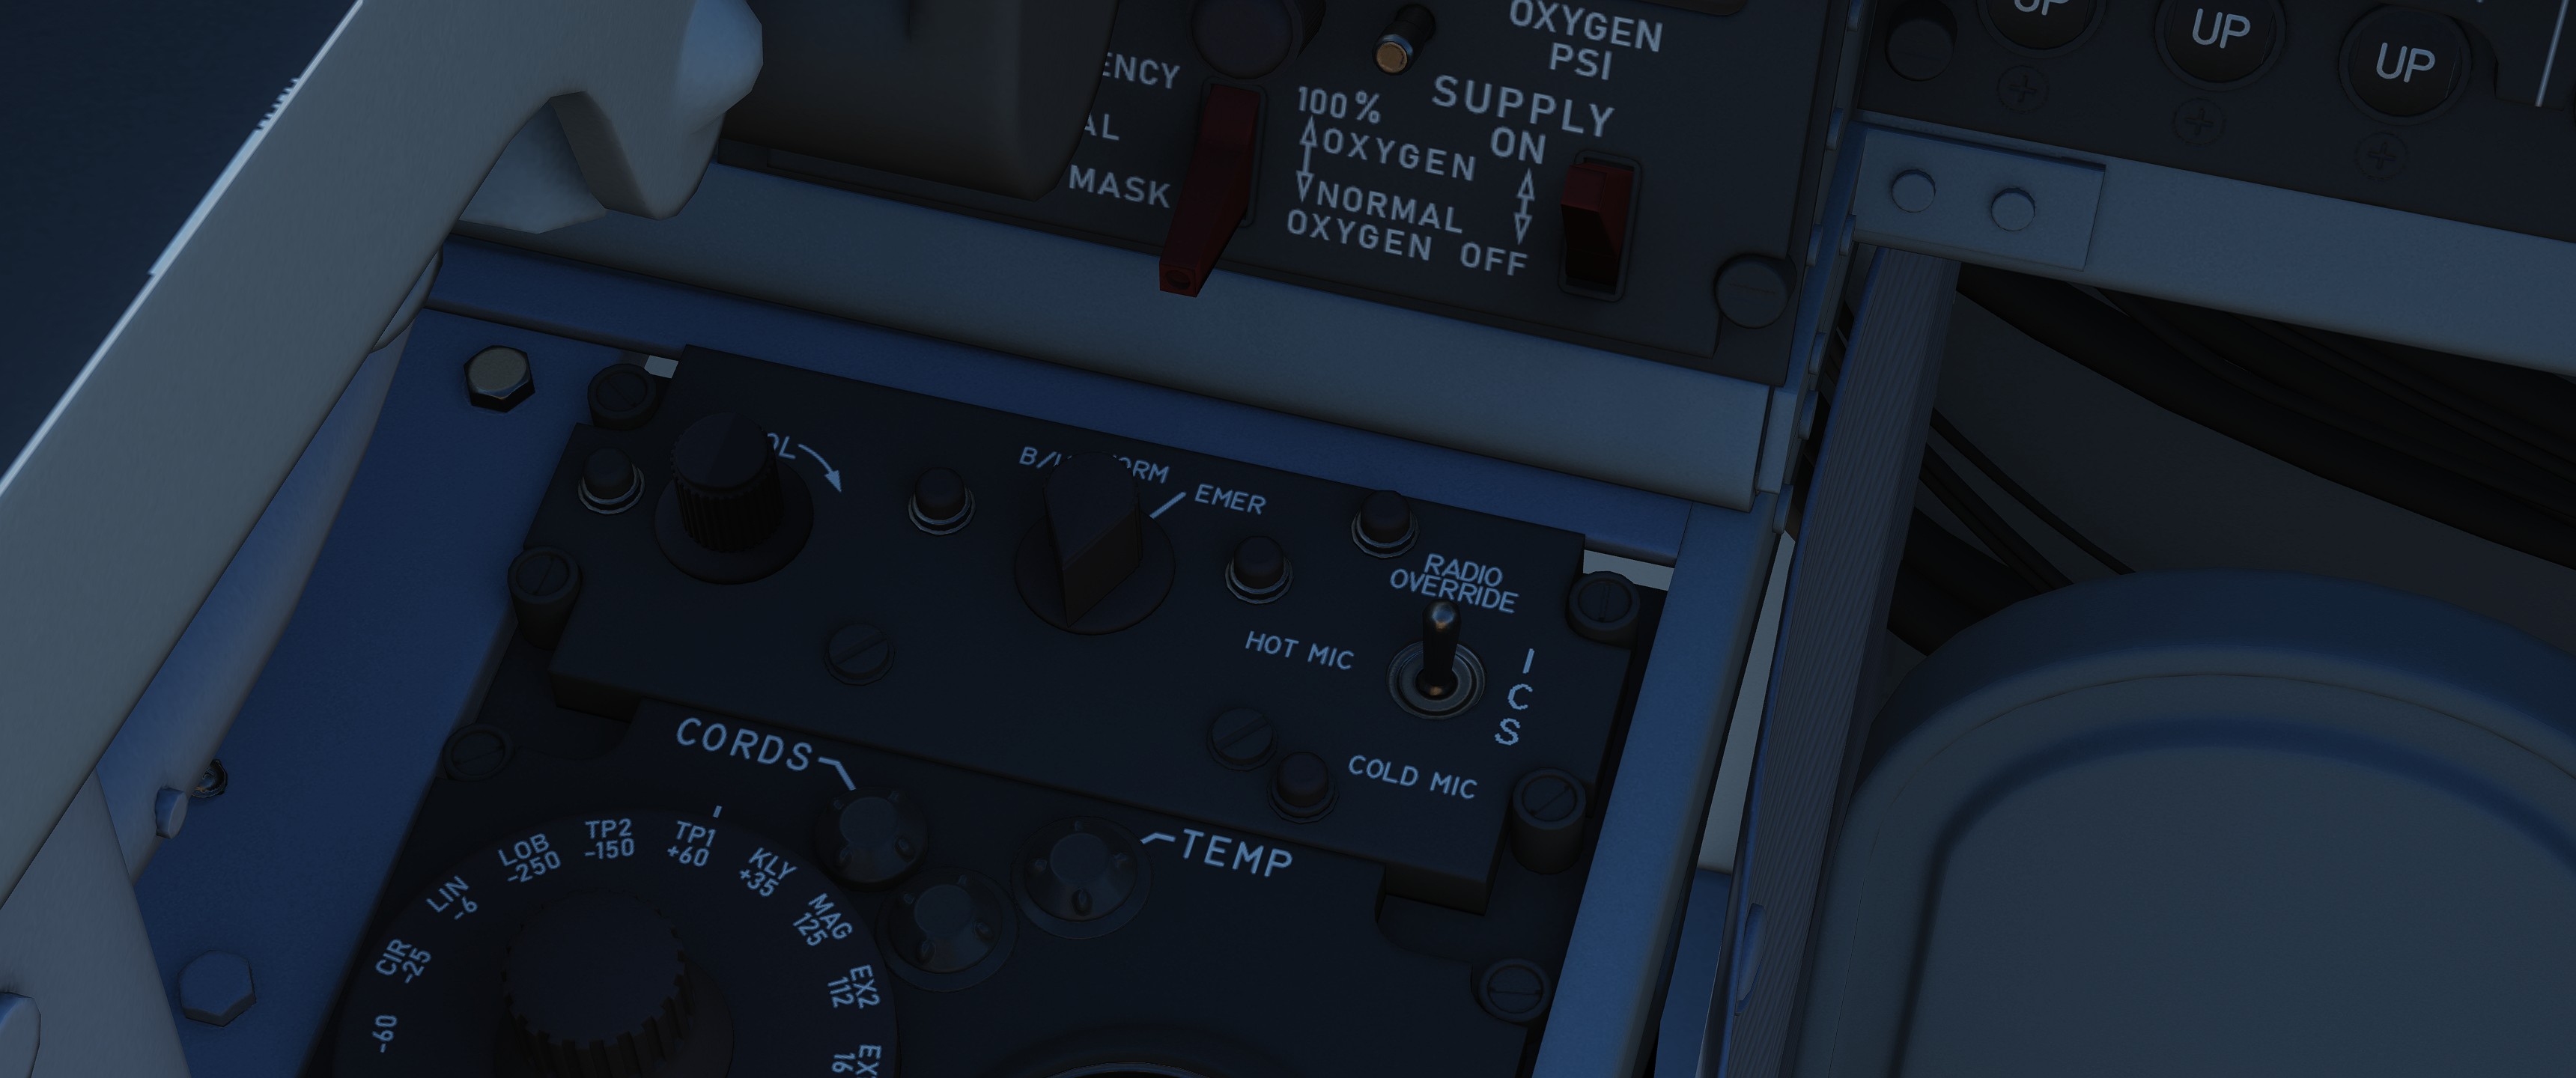 OXYGEN
PSI
SUPPLY
ON
100%
OXYGEN
NORMAL
OXYGEN
OFF
MASK
UP
UP
UP
EMER
RADIO
OVERRIDE
HOT MIC
ICS
COLD MIC
CORDS
TEMP
TP1
+60
TP2
-150
LOB
-250
LIN
-6
CIR
-25
-60
KLY
+35
MAG
125
EX2
112